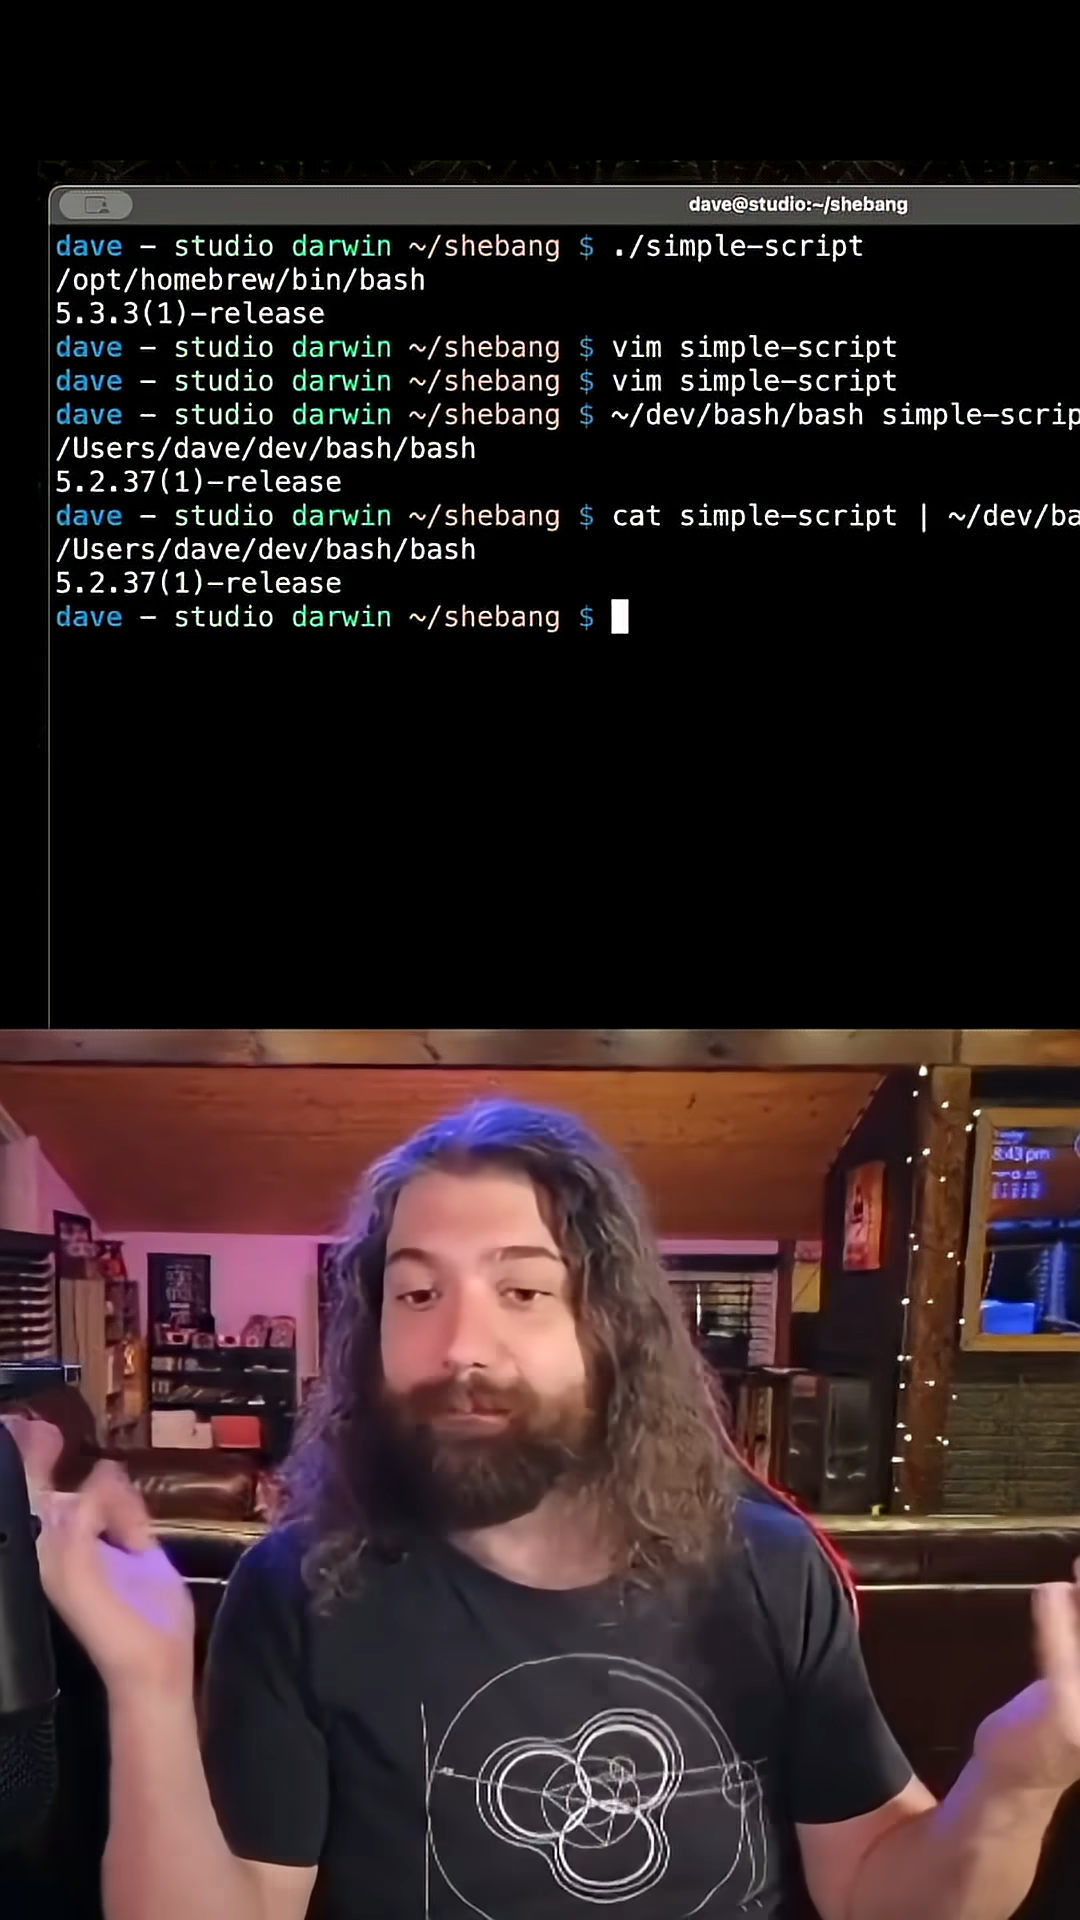 dave@studio:~/shebang
dave – studio darwin ~/shebang $ ./simple-script
/opt/homebrew/bin/bash
5.3.3(1)-release
dave – studio darwin ~/shebang $ vim simple-script
dave – studio darwin ~/shebang $ vim simple-script
dave – studio darwin ~/shebang $ ~/dev/bash/bash simple-scrip
/Users/dave/dev/bash/bash
5.2.37(1)-release
dave – studio darwin ~/shebang $ cat simple-script | ~/dev/ba
/Users/dave/dev/bash/bash
5.2.37(1)-release
dave – studio darwin ~/shebang $
8:43 pm